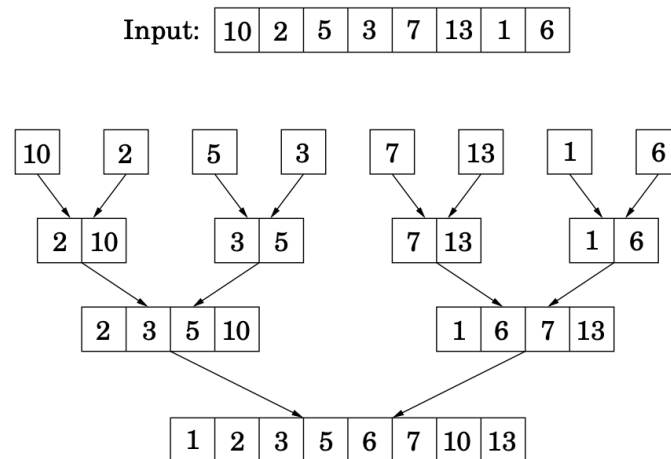 Input: 10 2 5 3 7 13 1 6
10 2 5 3 7 13 1 6
2 10 3 5 7 13 1 6
2 3 5 10 1 6 7 13
1 2 3 5 6 7 10 13